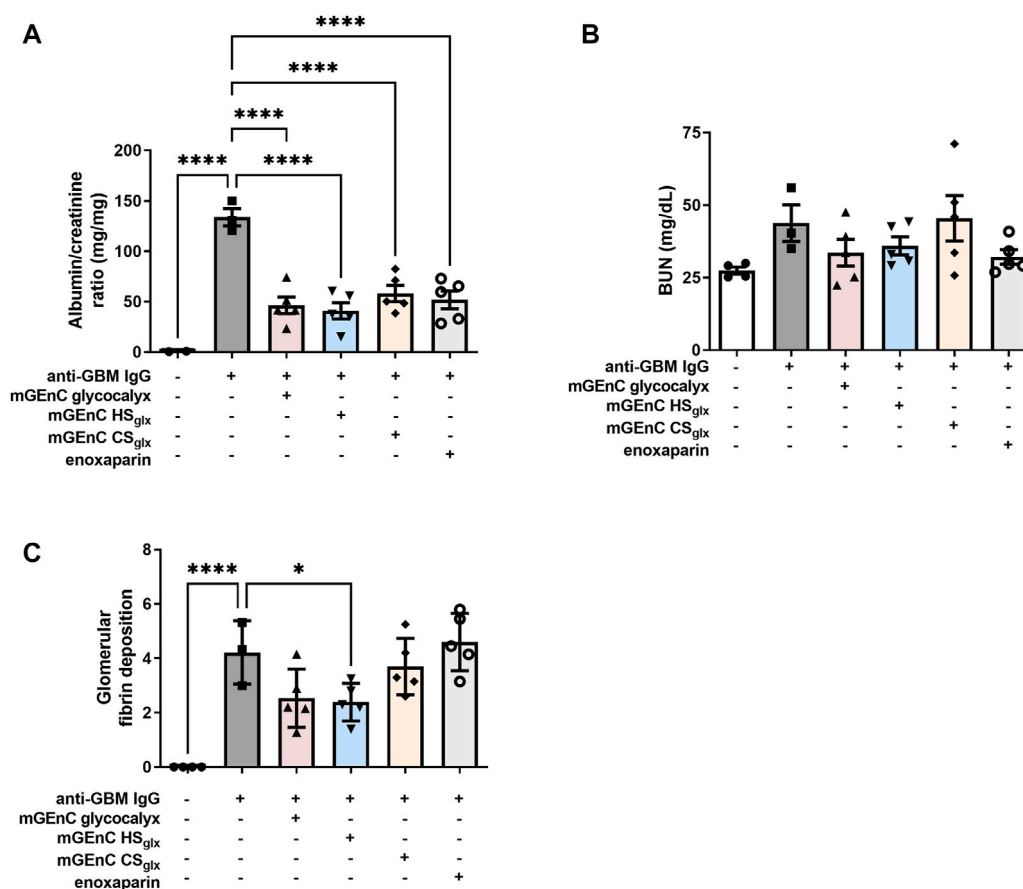 A
****
****
****
****
****
200
150
100
50
0
Albumin/creatinine
ratio (mg/mg)
anti-GBM IgG - + + + + +
mGEnC glycocalyx - - + - - -
mGEnC HSglx - - - + - -
mGEnC CSglx - - - - + -
enoxaparin - - - - - +
B
75
50
25
0
BUN (mg/dL)
anti-GBM IgG - + + + + +
mGEnC glycocalyx - - + - - -
mGEnC HSglx - - - + - -
mGEnC CSglx - - - - + -
enoxaparin - - - - - +
C
****
*
8
6
4
2
0
Glomerular
fibrin deposition
anti-GBM IgG - + + + + +
mGEnC glycocalyx - - + - - -
mGEnC HSglx - - - + - -
mGEnC CSglx - - - - + -
enoxaparin - - - - - +